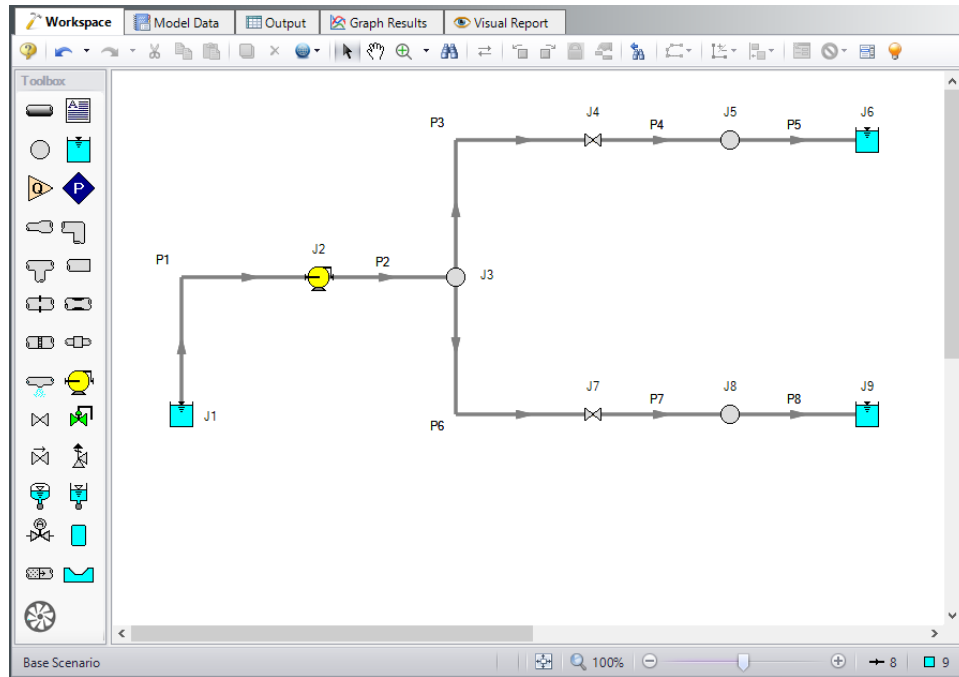 Workspace Model Data Output Graph Results Visual Report
Toolbox
A
Q P
P3 J4 P4 J5 P5 J6
P1 J2 P2 J3
J1
P6 J7 P7 J8 P8 J9
Base Scenario 100% 8 9